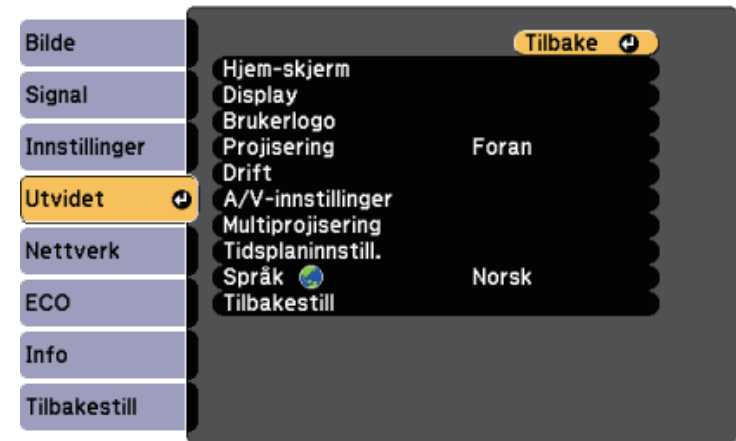 Bilde
Signal
Innstillinger
Utvidet
Nettverk
ECO
Info
Tilbakestill
Tilbake
Hjem-skjerm
Display
Brukerlogo
Projisering Foran
Drift
A/V-innstillinger
Multiprojisering
Tidsplaninnstill.
Språk Norsk
Tilbakestill